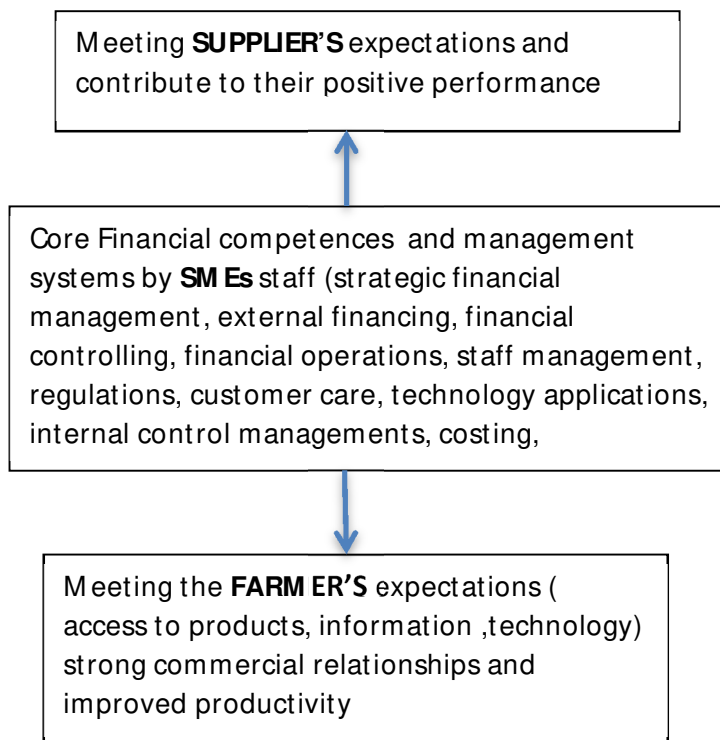 Meeting SUPPLIER'S expectations and
contribute to their positive performance
Core Financial competences and management
systems by SMEs staff (strategic financial
management, external financing, financial
controlling, financial operations, staff management,
regulations, customer care, technology applications,
internal control managements, costing,
Meeting the FARMER'S expectations (
access to products, information ,technology)
strong commercial relationships and
improved productivity